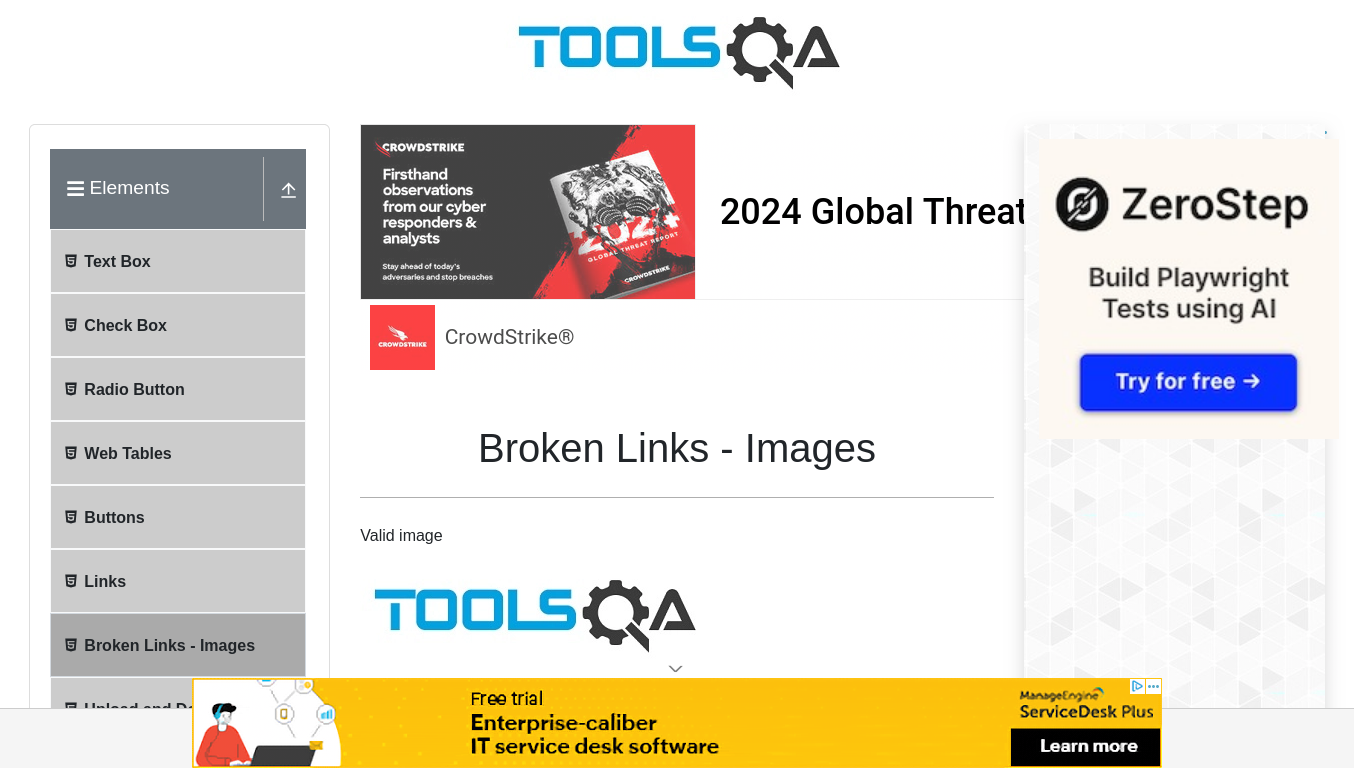 TOOLSQA
Elements
Text Box
Check Box
Radio Button
Web Tables
Buttons
Links
Broken Links - Images
CROWDSTRIKE
Firsthand
observations
from our cyber
responders &
analysts
Stay ahead of today's
adversaries and stop breaches
2024
GLOBAL THREAT REPORT
CROWDSTRIKE
2024 Global Threat
CROWDSTRIKE
CrowdStrike®
Broken Links - Images
Valid image
TOOLSQA
ZeroStep
Build Playwright
Tests using AI
Try for free →
Free trial
Enterprise-caliber
IT service desk software
ManageEngine
ServiceDesk Plus
Learn more